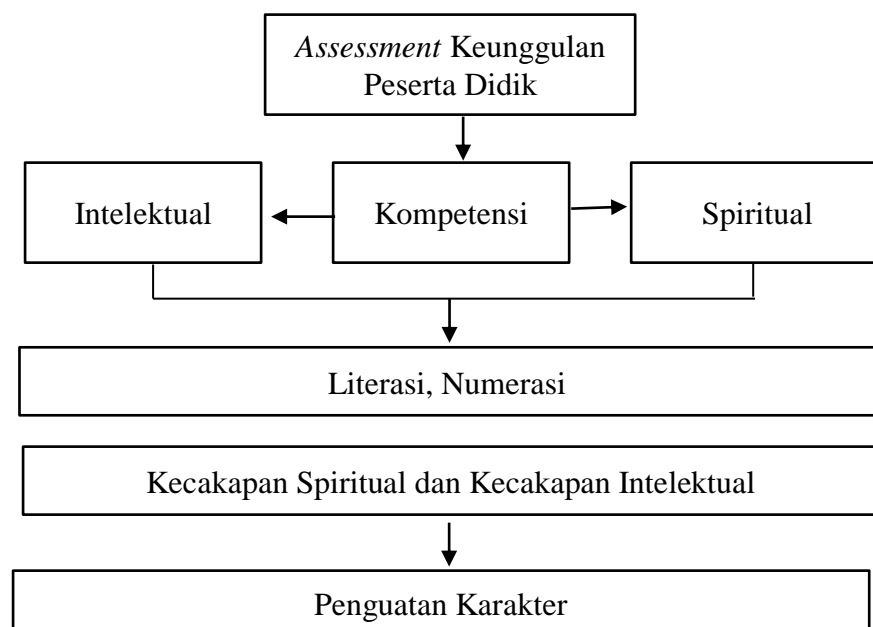 Assessment Keunggulan
Peserta Didik
Intelektual
Kompetensi
Spiritual
Literasi, Numerasi
Kecakapan Spiritual dan Kecakapan Intelektual
Penguatan Karakter